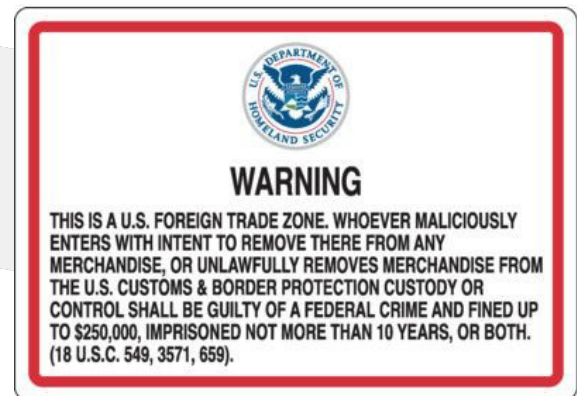 U.S. DEPARTMENT OF
HOMELAND SECURITY
WARNING
THIS IS A U.S. FOREIGN TRADE ZONE. WHOEVER MALICIOUSLY
ENTERS WITH INTENT TO REMOVE THERE FROM ANY
MERCHANDISE, OR UNLAWFULLY REMOVES MERCHANDISE FROM
THE U.S. CUSTOMS & BORDER PROTECTION CUSTODY OR
CONTROL SHALL BE GUILTY OF A FEDERAL CRIME AND FINED UP
TO $250,000, IMPRISONED NOT MORE THAN 10 YEARS, OR BOTH.
(18 U.S.C. 549, 3571, 659).